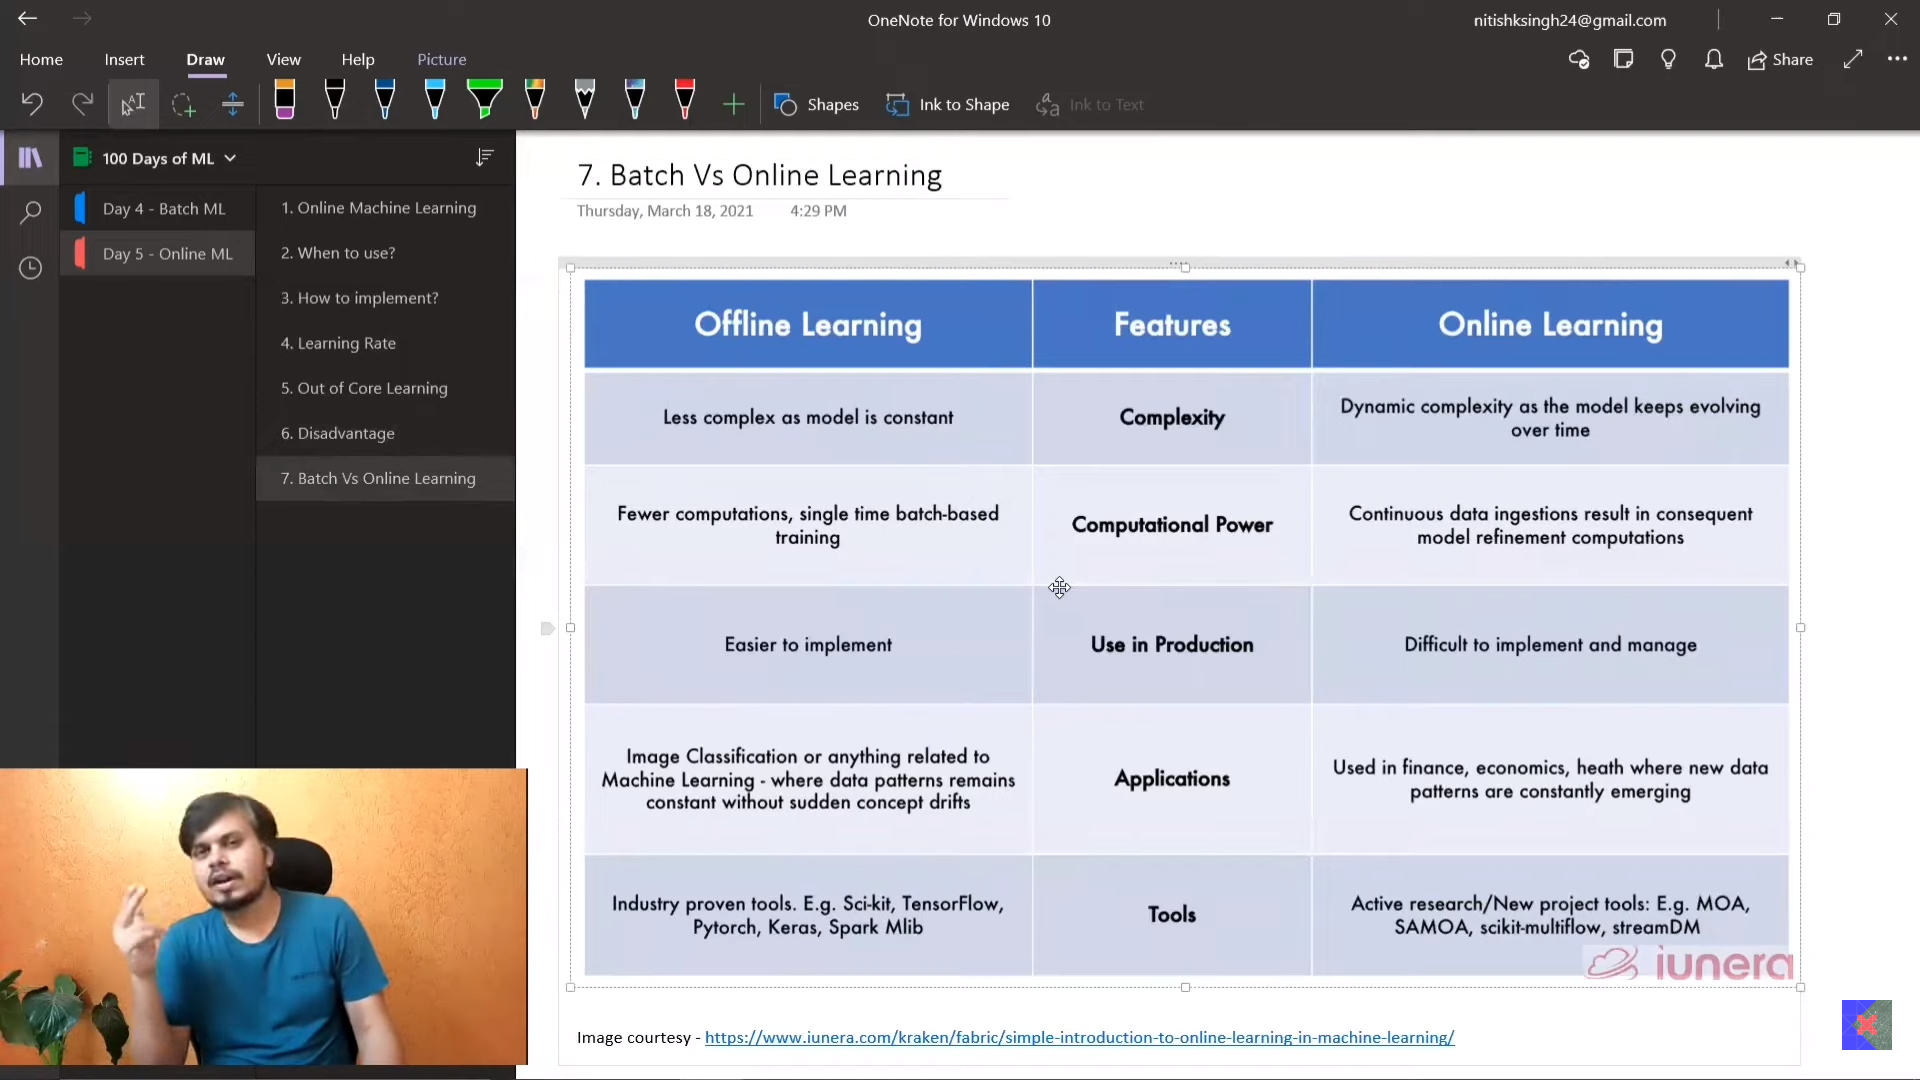 OneNote for Windows 10
nitishksingh24@gmail.com
Home
Insert
Draw
View
Help
Picture
Share
Shapes
Ink to Shape
Ink to Text
100 Days of ML
Day 4 - Batch ML
Day 5 - Online ML
1. Online Machine Learning
2. When to use?
3. How to implement?
4. Learning Rate
5. Out of Core Learning
6. Disadvantage
7. Batch Vs Online Learning
7. Batch Vs Online Learning
Thursday, March 18, 2021
4:29 PM
Offline Learning
Features
Online Learning
Less complex as model is constant
Complexity
Dynamic complexity as the model keeps evolving
over time
Fewer computations, single time batch-based
training
Computational Power
Continuous data ingestions result in consequent
model refinement computations
Easier to implement
Use in Production
Difficult to implement and manage
Image Classification or anything related to
Machine Learning - where data patterns remains
constant without sudden concept drifts
Applications
Used in finance, economics, heath where new data
patterns are constantly emerging
Industry proven tools. E.g. Sci-kit, TensorFlow,
Pytorch, Keras, Spark Mlib
Tools
Active research/New project tools: E.g. MOA,
SAMOA, scikit-multiflow, streamDM
iunera
Image courtesy - https://www.iunera.com/kraken/fabric/simple-introduction-to-online-learning-in-machine-learning/